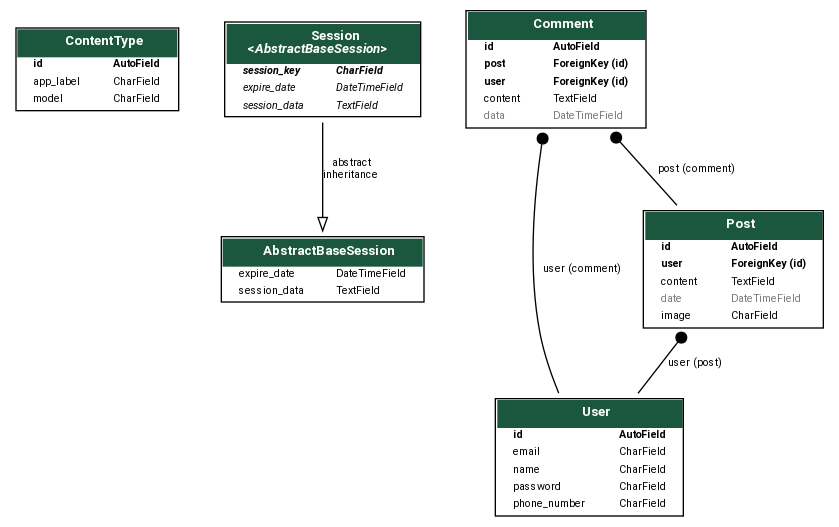 ContentType
id AutoField
app_label CharField
model CharField
Session
<AbstractBaseSession>
session_key CharField
expire_date DateTimeField
session_data TextField
abstract
inheritance
AbstractBaseSession
expire_date DateTimeField
session_data TextField
Comment
id AutoField
post ForeignKey (id)
user ForeignKey (id)
content TextField
data DateTimeField
post (comment)
user (comment)
Post
id AutoField
user ForeignKey (id)
content TextField
date DateTimeField
image CharField
user (post)
User
id AutoField
email CharField
name CharField
password CharField
phone_number CharField